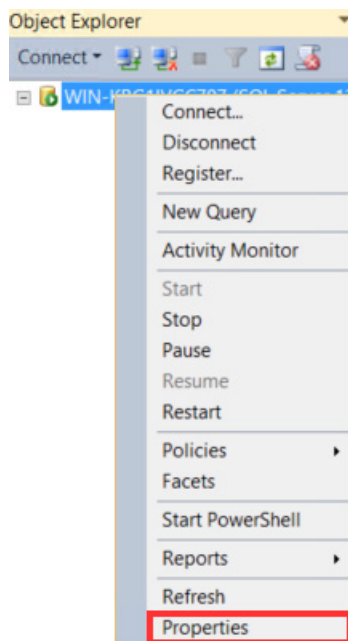 Object Explorer
Connect
WIN-
Connect...
Disconnect
Register...
New Query
Activity Monitor
Start
Stop
Pause
Resume
Restart
Policies
Facets
Start PowerShell
Reports
Refresh
Properties